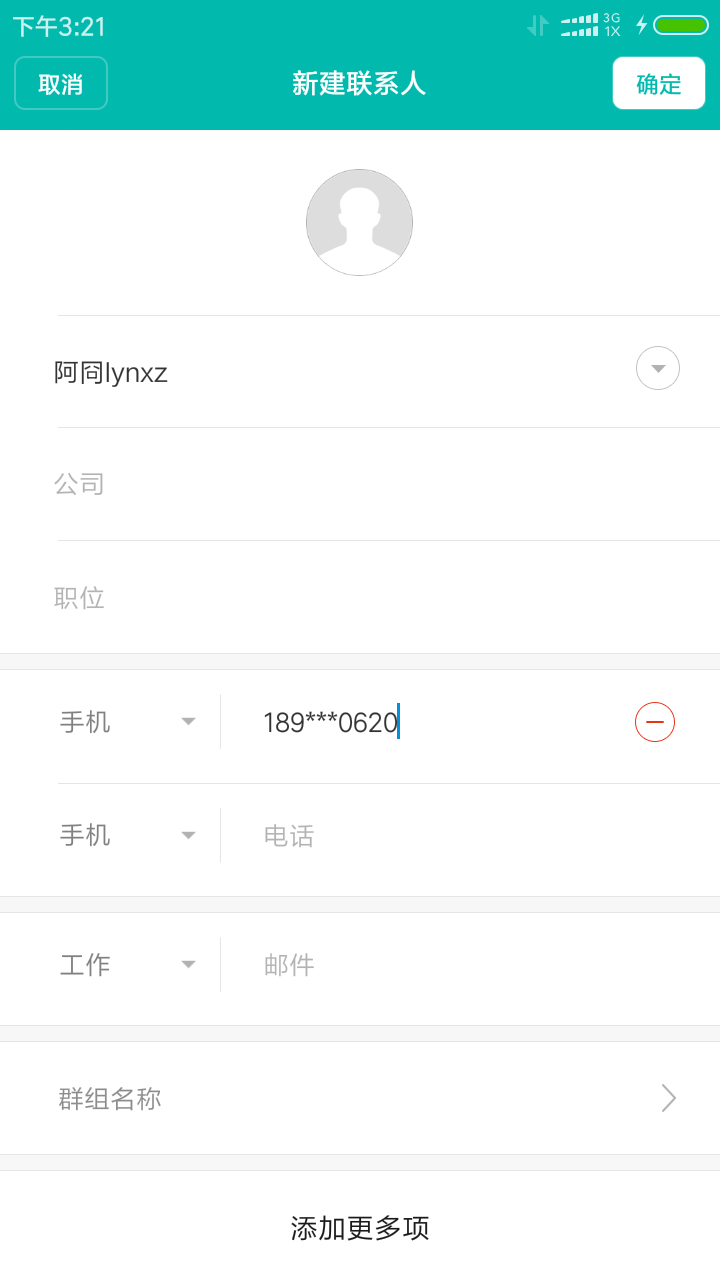 下午3:21
3G
1X
取消
新建联系人
确定
阿冏lynxz
公司
职位
手机
189***0620
手机
电话
工作
邮件
群组名称
添加更多项